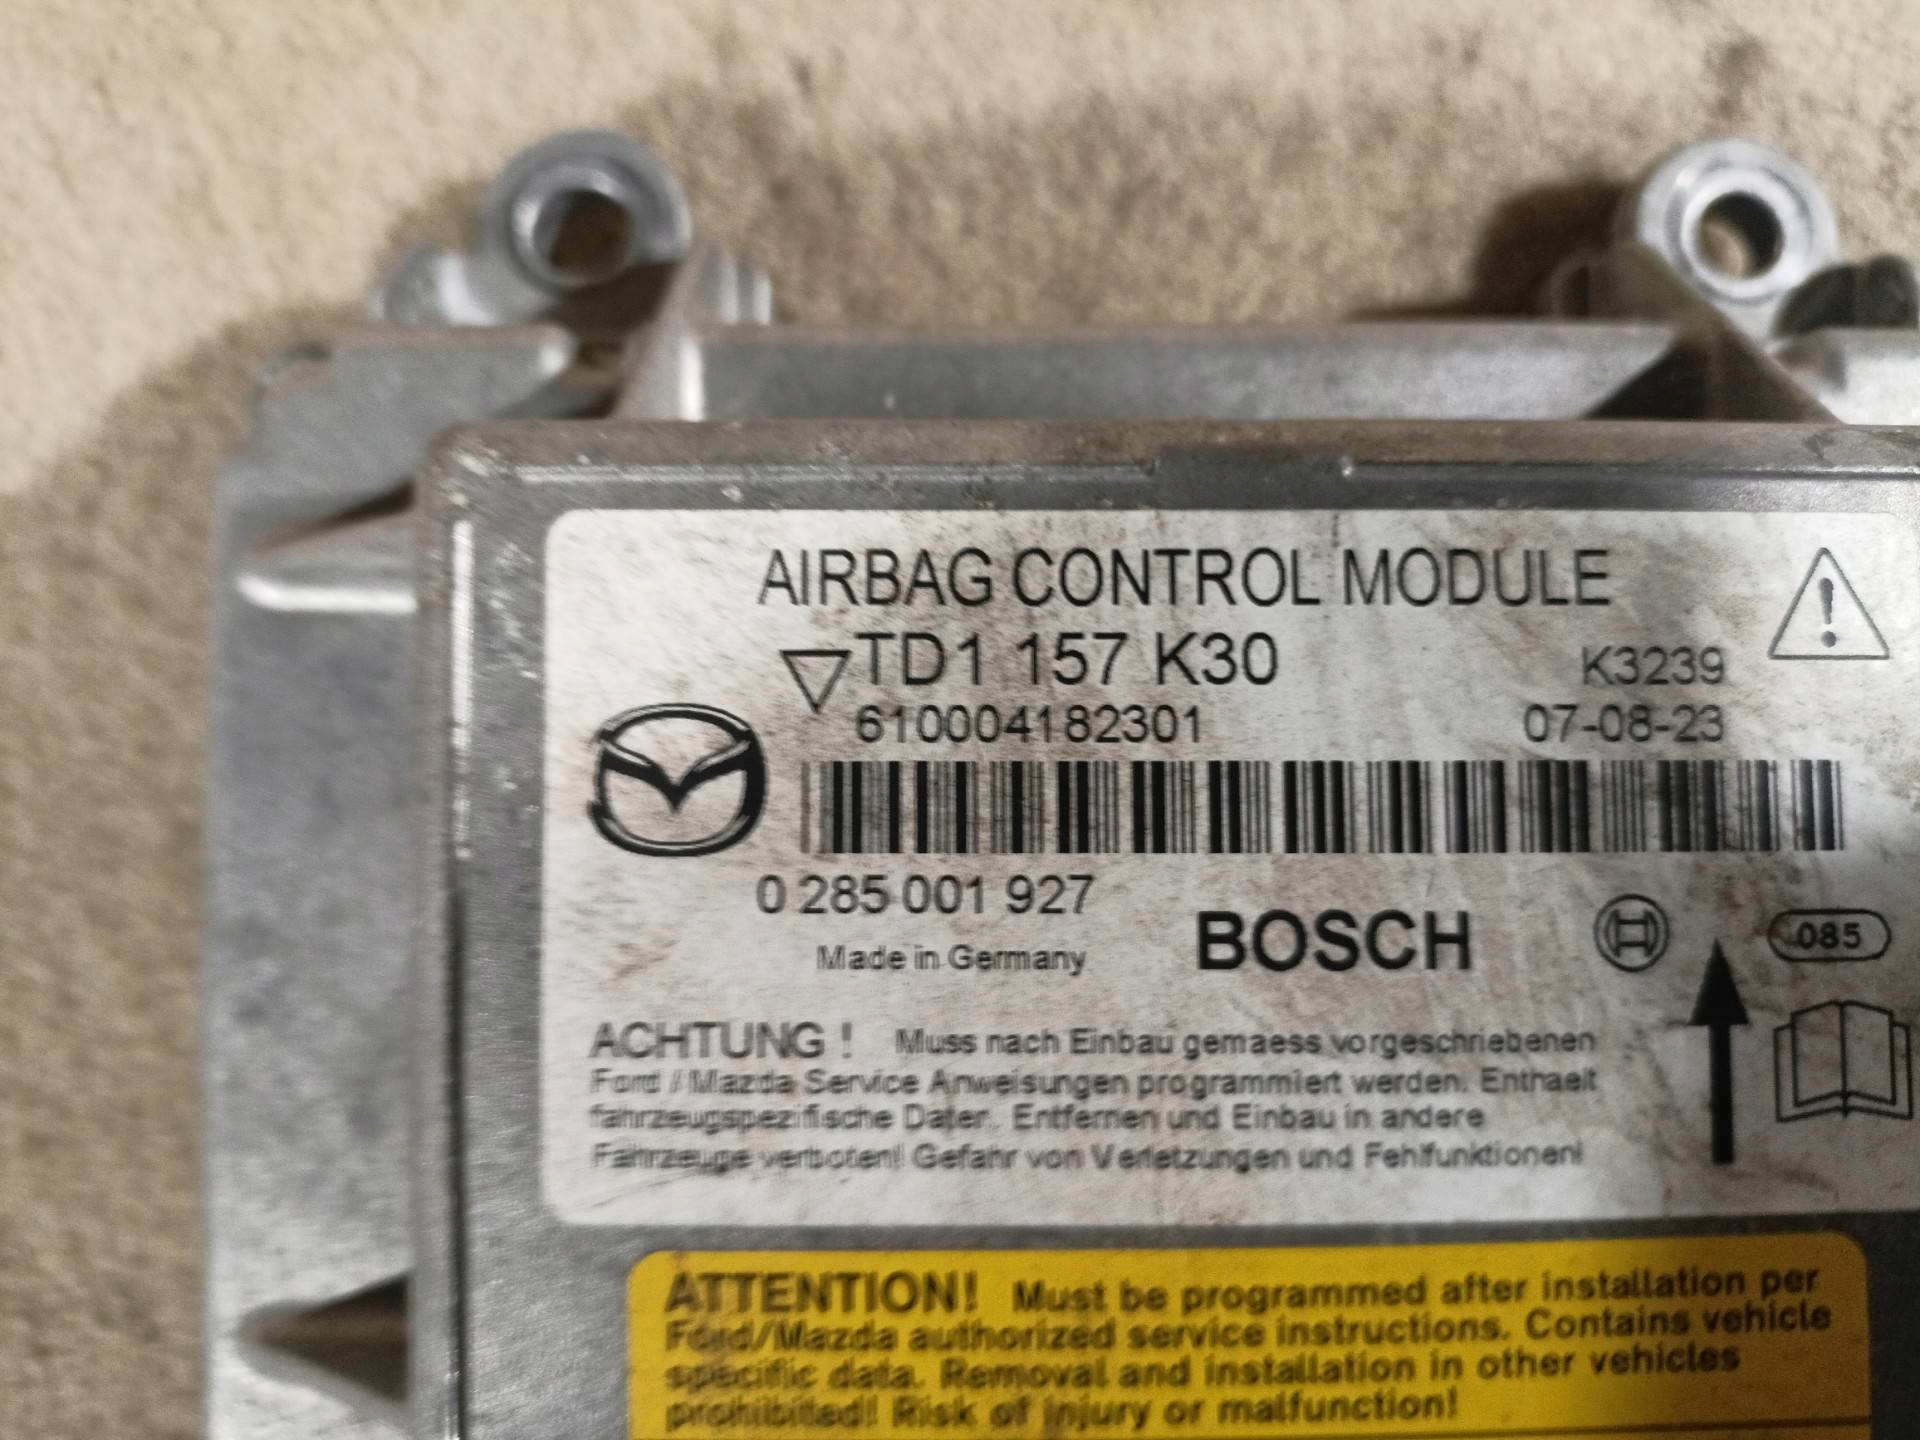 AIRBAG CONTROL MODULE
TD1 157 K30
K3239
610004182301
07-08-23
0 285 001 927
Made in Germany
BOSCH
085
ACHTUNG ! Muss nach Einbau gemaess vorgeschriebenen
Ford / Mazda Service Anweisungen programmiert werden. Enthaelt
fahrzeugspezifische Daten. Entfernen und Einbau in andere
Fahrzeuge verboten! Gefahr von Verletzungen und Fehlfunktionen!
ATTENTION! Must be programmed after installation per
Ford/Mazda authorized service instructions. Contains vehicle
specific data. Removal and installation in other vehicles
prohibited! Risk of injury or malfunction!